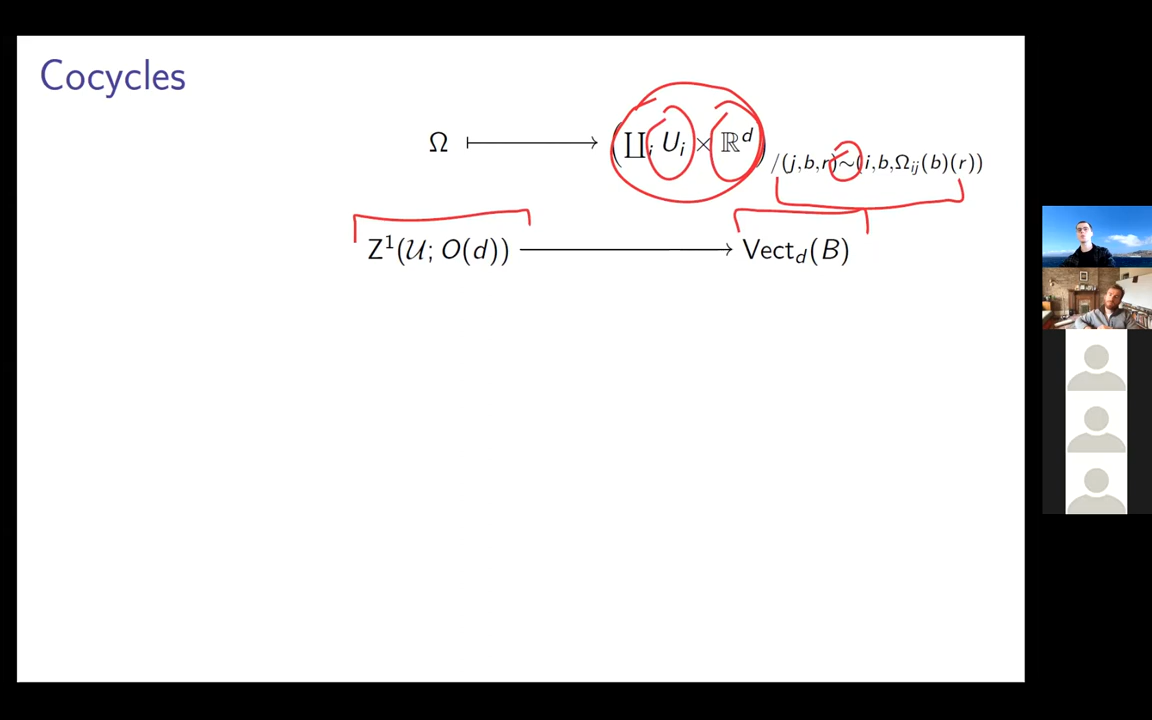 Cocycles
Ω ⟼ (∐ᵢ Uᵢ × ℝᵈ) /(j,b,r)∼(i,b,Ωᵢⱼ(b)(r))
Z¹(𝒰; O(d)) ⟶ Vect_d(B)